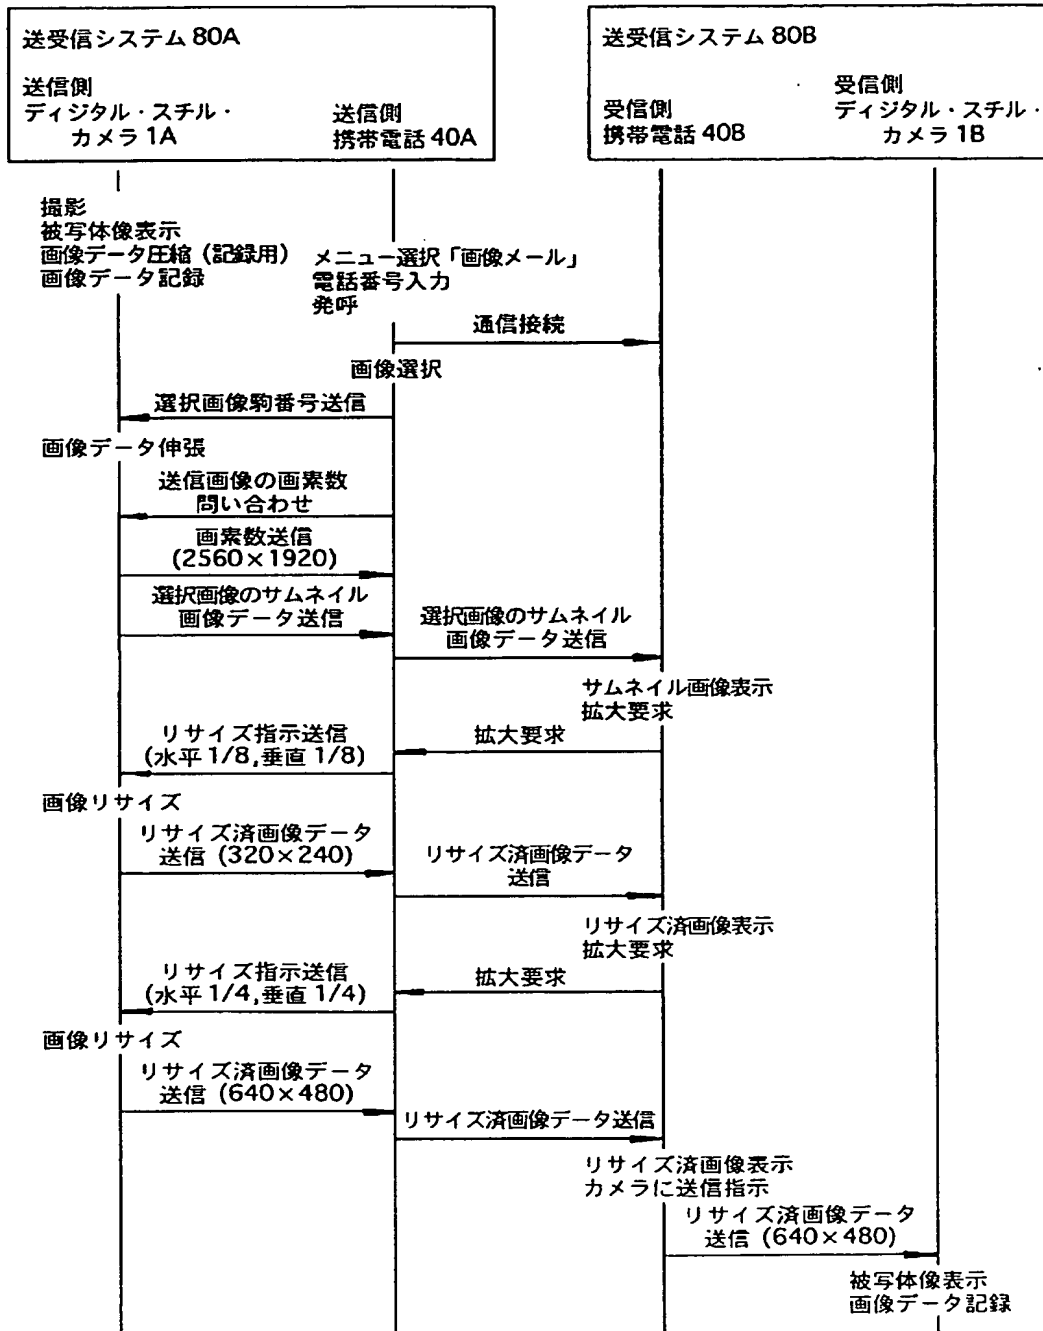 送受信システム 80A
送信側
ディジタル・スチル・
カメラ 1A
送信側
携帯電話 40A
送受信システム 80B
受信側
携帯電話 40B
受信側
ディジタル・スチル・
カメラ 1B
撮影
被写体像表示
画像データ圧縮（記録用）
画像データ記録
メニュー選択「画像メール」
電話番号入力
発呼
通信接続
画像選択
選択画像駒番号送信
画像データ伸張
送信画像の画素数
問い合わせ
画素数送信
(2560×1920)
選択画像のサムネイル
画像データ送信
選択画像のサムネイル
画像データ送信
サムネイル画像表示
拡大要求
拡大要求
リサイズ指示送信
(水平 1/8,垂直 1/8)
画像リサイズ
リサイズ済画像データ
送信 (320×240)
リサイズ済画像データ
送信
リサイズ済画像表示
拡大要求
拡大要求
リサイズ指示送信
(水平 1/4,垂直 1/4)
画像リサイズ
リサイズ済画像データ
送信 (640×480)
リサイズ済画像データ送信
リサイズ済画像表示
カメラに送信指示
リサイズ済画像データ
送信 (640×480)
被写体像表示
画像データ記録